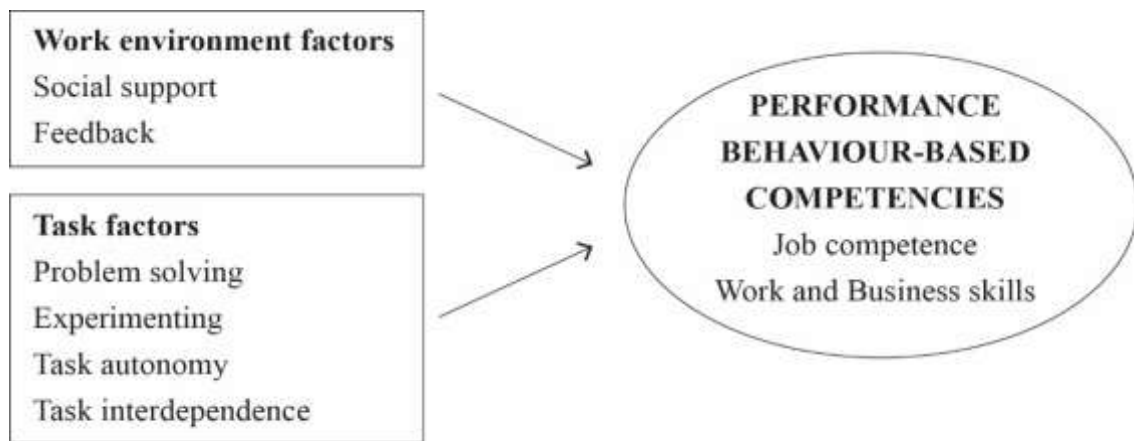 Work environment factors
Social support
Feedback
Task factors
Problem solving
Experimenting
Task autonomy
Task interdependence
PERFORMANCE
BEHAVIOUR-BASED
COMPETENCIES
Job competence
Work and Business skills